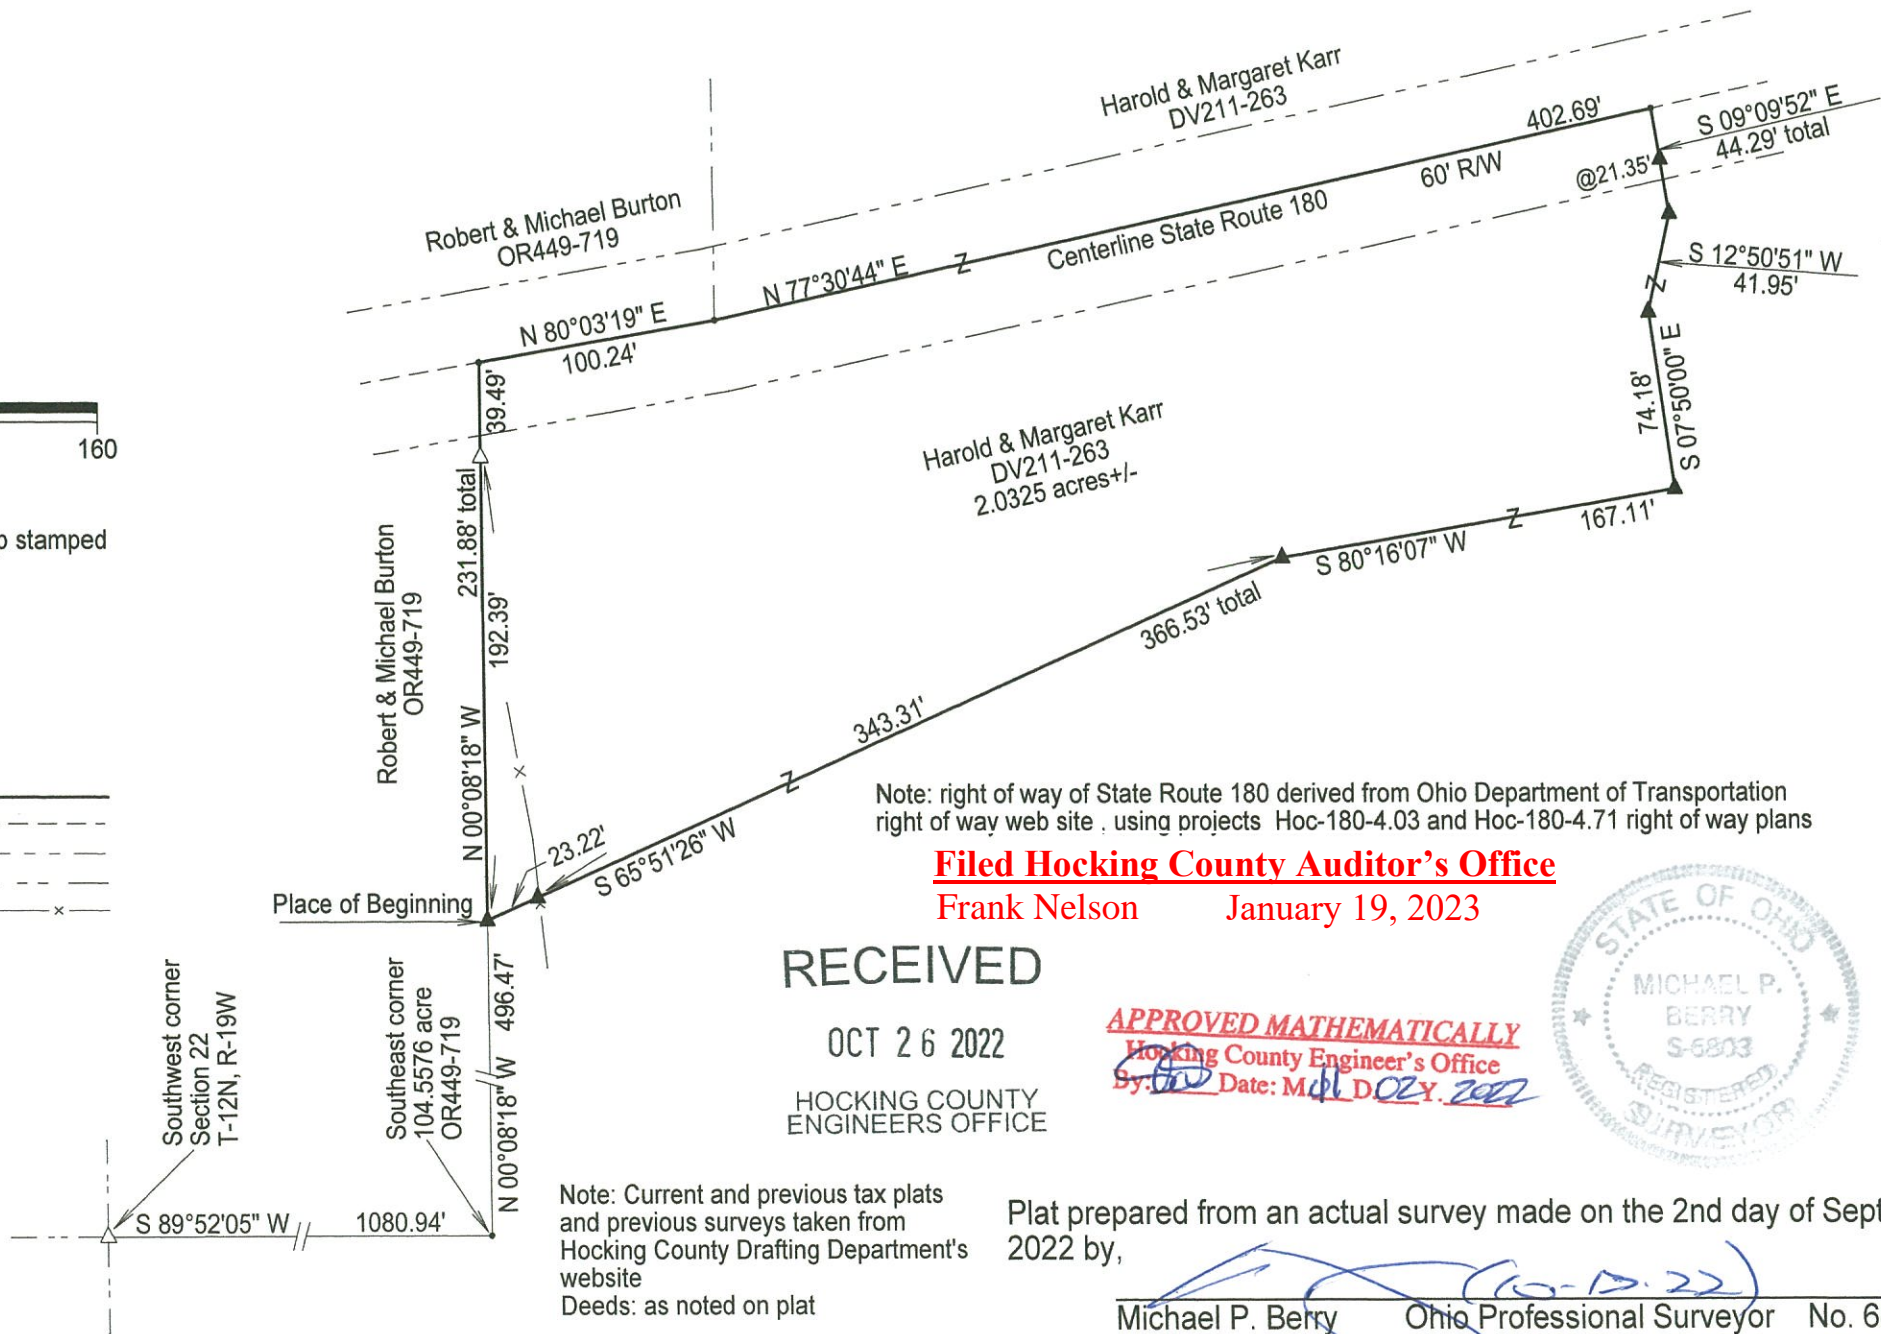 Harold & Margaret Karr
DV211-263
402.69'
S 09°09'52" E
44.29' total
@21.35'
60' R/W
Centerline State Route 180
Robert & Michael Burton
OR449-719
N 77°30'44" E
Z
S 12°50'51" W
41.95'
Z
N 80°03'19" E
100.24'
39.49'
74.18'
S 07°50'00" E
160
Harold & Margaret Karr
DV211-263
2.0325 acres+/-
stamped
231.88' total
192.39'
N 00°08'18" W
Robert & Michael Burton
OR449-719
167.11'
Z
S 80°16'07" W
366.53' total
343.31'
Z
S 65°51'26" W
23.22'
Place of Beginning
Note: right of way of State Route 180 derived from Ohio Department of Transportation
right of way web site , using projects Hoc-180-4.03 and Hoc-180-4.71 right of way plans
Filed Hocking County Auditor's Office
Frank Nelson January 19, 2023
STATE OF OHIO
MICHAEL P.
BERRY
S-6803
REGISTERED
SURVEYOR
RECEIVED
OCT 26 2022
HOCKING COUNTY
ENGINEERS OFFICE
APPROVED MATHEMATICALLY
Hocking County Engineer's Office
By: Date: M. 11 D. 02 Y. 2022
Southwest corner
Section 22
T-12N, R-19W
Southeast corner
104.5576 acre
OR449-719
496.47'
N 00°08'18" W
S 89°52'05" W
1080.94'
Note: Current and previous tax plats
and previous surveys taken from
Hocking County Drafting Department's
website
Deeds: as noted on plat
Plat prepared from an actual survey made on the 2nd day of Sept
2022 by,
Michael P. Berry Ohio Professional Surveyor No. 6